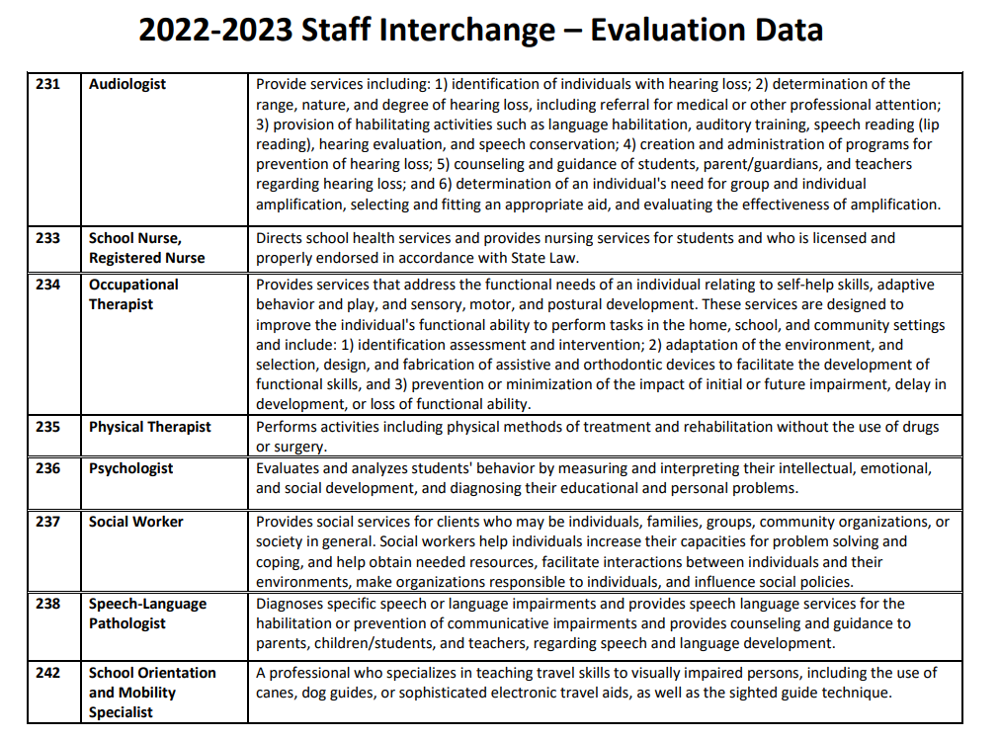 2022-2023 Staff Interchange – Evaluation Data
231 Audiologist Provide services including: 1) identification of individuals with hearing loss; 2) determination of the
range, nature, and degree of hearing loss, including referral for medical or other professional attention;
3) provision of habilitating activities such as language habilitation, auditory training, speech reading (lip
reading), hearing evaluation, and speech conservation; 4) creation and administration of programs for
prevention of hearing loss; 5) counseling and guidance of students, parent/guardians, and teachers
regarding hearing loss; and 6) determination of an individual's need for group and individual
amplification, selecting and fitting an appropriate aid, and evaluating the effectiveness of amplification.
233 School Nurse, Directs school health services and provides nursing services for students and who is licensed and
Registered Nurse properly endorsed in accordance with State Law.
234 Occupational Provides services that address the functional needs of an individual relating to self-help skills, adaptive
Therapist behavior and play, and sensory, motor, and postural development. These services are designed to
improve the individual's functional ability to perform tasks in the home, school, and community settings
and include: 1) identification assessment and intervention; 2) adaptation of the environment, and
selection, design, and fabrication of assistive and orthodontic devices to facilitate the development of
functional skills, and 3) prevention or minimization of the impact of initial or future impairment, delay in
development, or loss of functional ability.
235 Physical Therapist Performs activities including physical methods of treatment and rehabilitation without the use of drugs
or surgery.
236 Psychologist Evaluates and analyzes students' behavior by measuring and interpreting their intellectual, emotional,
and social development, and diagnosing their educational and personal problems.
237 Social Worker Provides social services for clients who may be individuals, families, groups, community organizations, or
society in general. Social workers help individuals increase their capacities for problem solving and
coping, and help obtain needed resources, facilitate interactions between individuals and their
environments, make organizations responsible to individuals, and influence social policies.
238 Speech-Language Diagnoses specific speech or language impairments and provides speech language services for the
Pathologist habilitation or prevention of communicative impairments and provides counseling and guidance to
parents, children/students, and teachers, regarding speech and language development.
242 School Orientation A professional who specializes in teaching travel skills to visually impaired persons, including the use of
and Mobility canes, dog guides, or sophisticated electronic travel aids, as well as the sighted guide technique.
Specialist